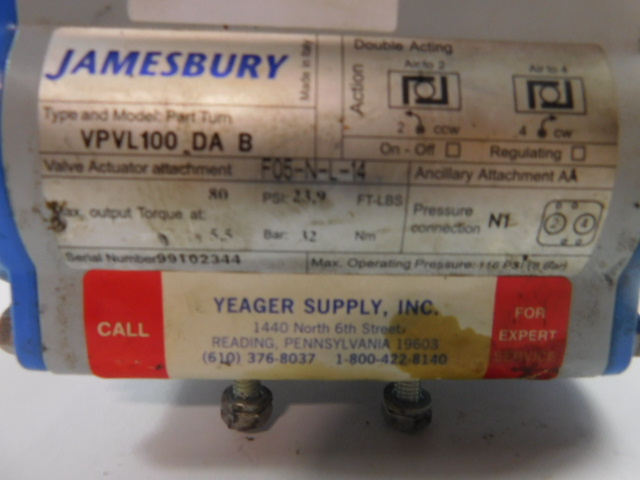 JAMESBURY
Made in Italy
Action
Double Acting
Air to 2
Air to 4
2 ccw
4 cw
Type and Model: Part Turn
VPVL100 DA B
On - Off
Regulating
Valve Actuator attachment F05-N-L-14
Ancillary Attachment AA
Max. output Torque at:
80 PSI: 23,9 FT-LBS
5,5 Bar: 32 Nm
Pressure connection N1
2 4
Serial Number 99102344
Max. Operating Pressure: 116 PSI (8 Bar)
CALL
YEAGER SUPPLY, INC.
1440 North 6th Street
READING, PENNSYLVANIA 19603
(610) 376-8037 1-800-422-8140
FOR
EXPERT
SERVICE